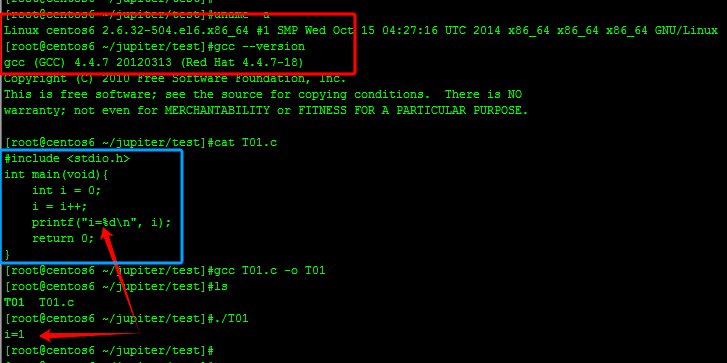 [root@centos6 ~/jupiter/test]#uname -a
Linux centos6 2.6.32-504.el6.x86_64 #1 SMP Wed Oct 15 04:27:16 UTC 2014 x86_64 x86_64 x86_64 GNU/Linux
[root@centos6 ~/jupiter/test]#gcc --version
gcc (GCC) 4.4.7 20120313 (Red Hat 4.4.7-18)
Copyright (C) 2010 Free Software Foundation, Inc.
This is free software; see the source for copying conditions.  There is NO
warranty; not even for MERCHANTABILITY or FITNESS FOR A PARTICULAR PURPOSE.
[root@centos6 ~/jupiter/test]#cat T01.c
#include <stdio.h>
int main(void){
    int i = 0;
    i = i++;
    printf("i=%d\n", i);
    return 0;
}
[root@centos6 ~/jupiter/test]#gcc T01.c -o T01
[root@centos6 ~/jupiter/test]#ls
T01  T01.c
[root@centos6 ~/jupiter/test]#./T01
i=1
[root@centos6 ~/jupiter/test]#